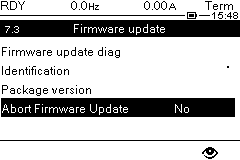 RDY 0.0Hz 0.00A Term
15:48
7.3 Firmware update
Firmware update diag
Identification
Package version
Abort Firmware Update No